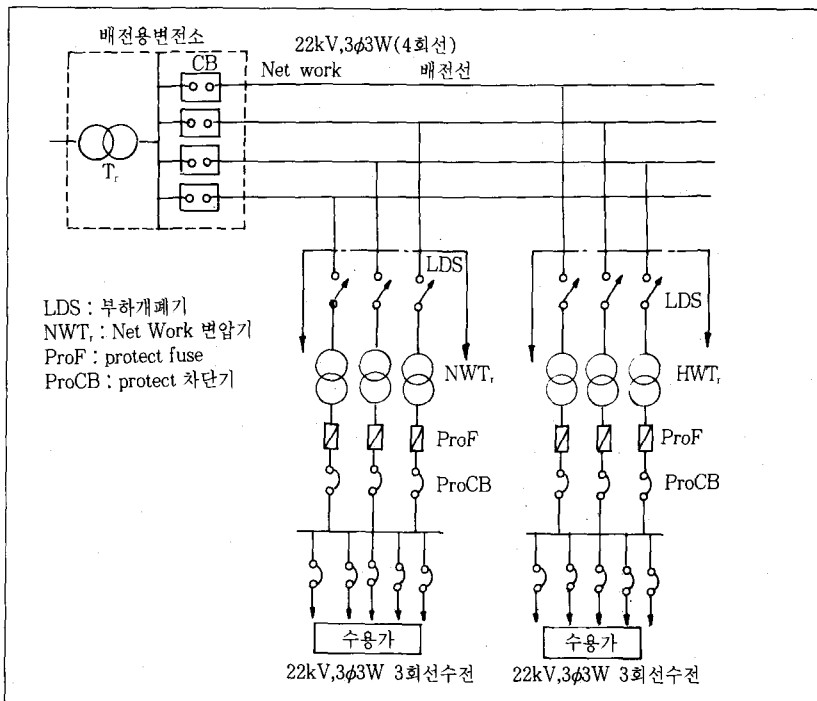 배전용변전소
22kV,3ϕ3W(4회선)
CB
Net work 배전선
Tr
LDS
LDS
LDS : 부하개폐기
NWTr : Net Work 변압기
ProF : protect fuse
ProCB : protect 차단기
NWTr
HWTr
ProF
ProF
ProCB
ProCB
수용가
수용가
22kV,3ϕ3W 3회선수전
22kV,3ϕ3W 3회선수전